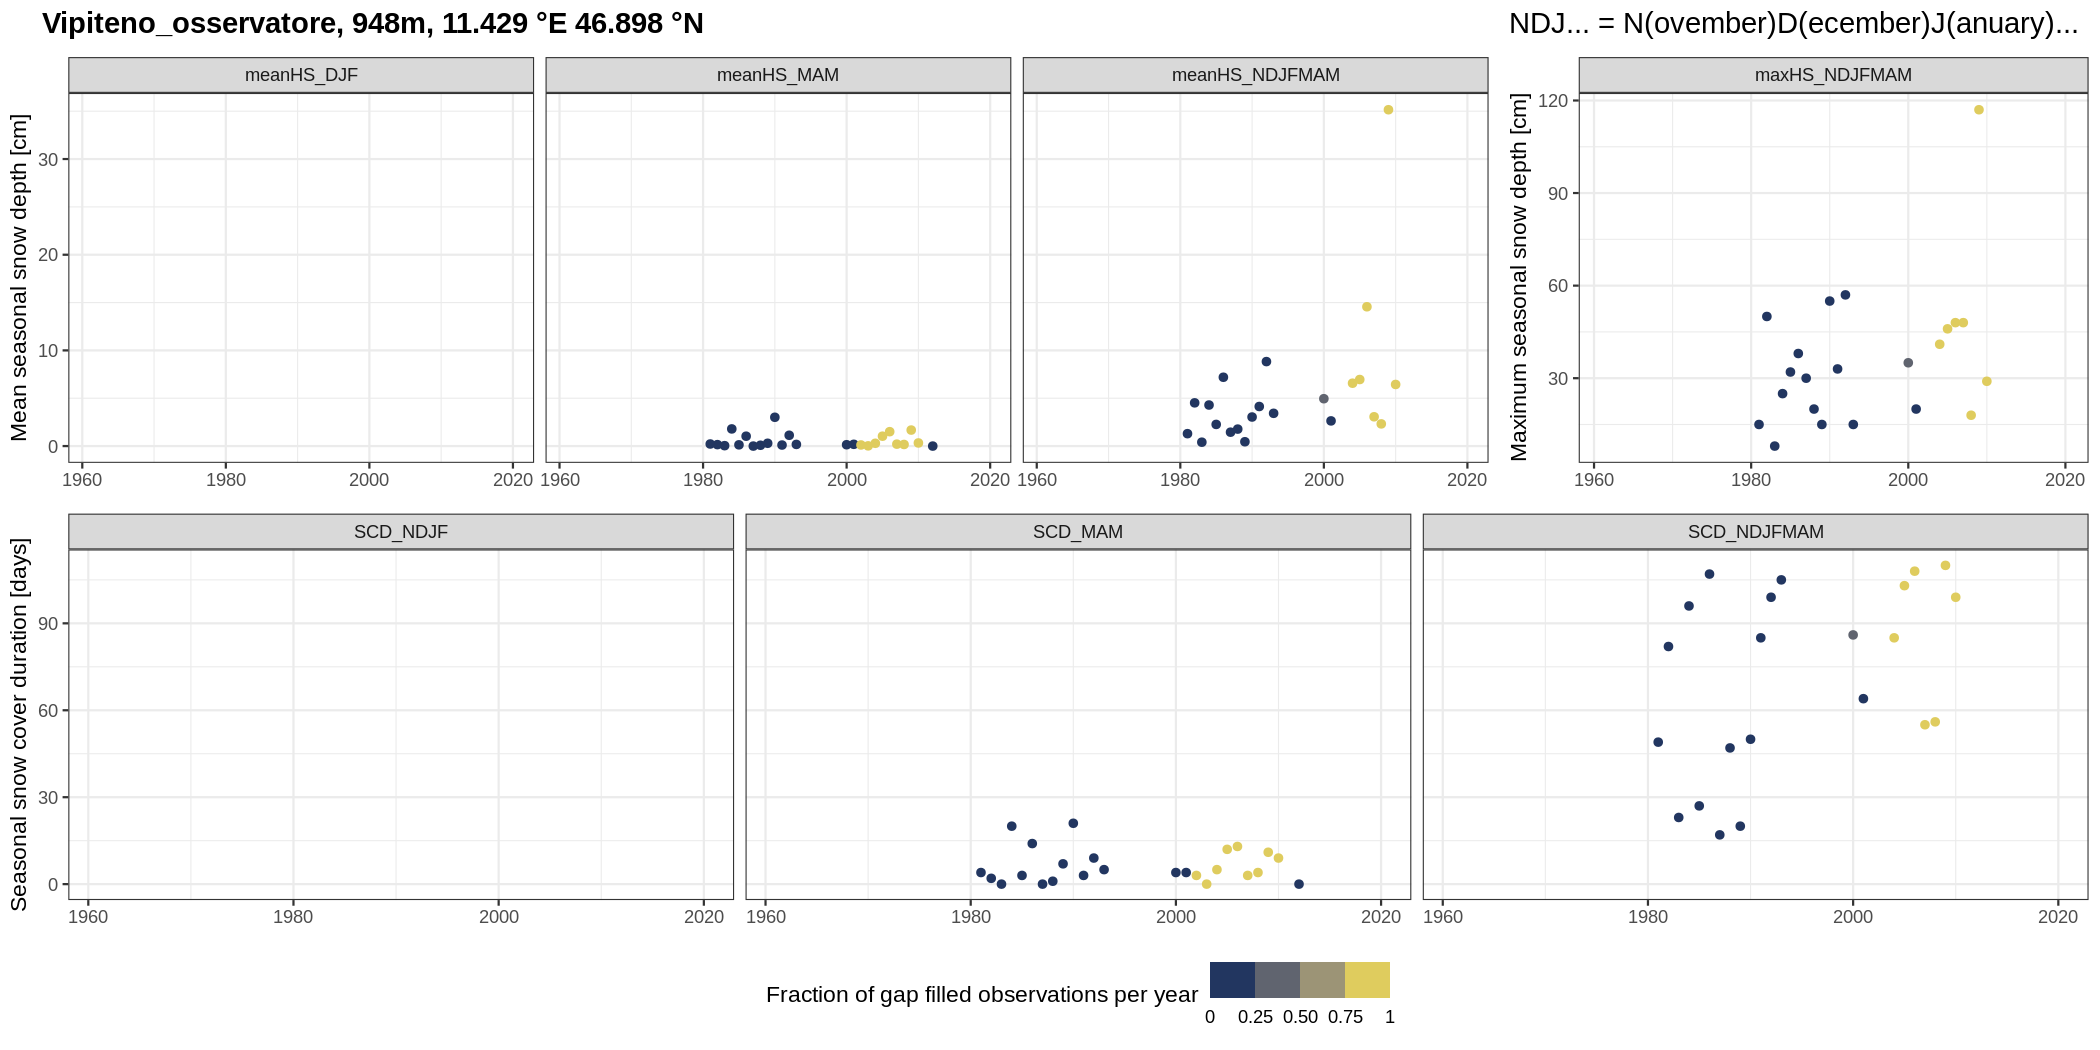 Vipiteno_osservatore, 948m, 11.429 °E 46.898 °N
NDJ... = N(ovember)D(ecember)J(anuary)...
meanHS_DJF
meanHS_MAM
meanHS_NDJFMAM
maxHS_NDJFMAM
Mean seasonal snow depth [cm]
30
20
10
0
1960 1980 2000 2020
1960 1980 2000 2020
1960 1980 2000 2020
Maximum seasonal snow depth [cm]
120
90
60
30
1960 1980 2000 2020
SCD_NDJF
SCD_MAM
SCD_NDJFMAM
Seasonal snow cover duration [days]
90
60
30
0
1960 1980 2000 2020
1960 1980 2000 2020
1960 1980 2000 2020
Fraction of gap filled observations per year
0 0.25 0.50 0.75 1